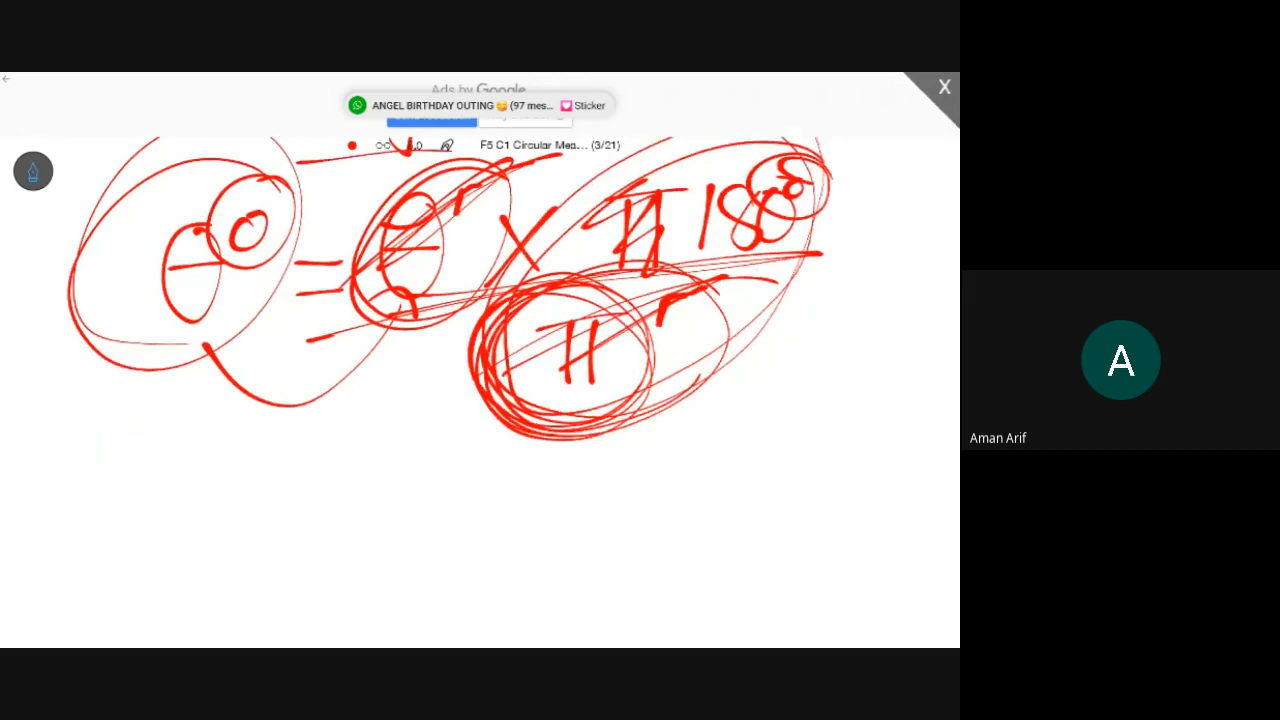 Ads by Google
ANGEL BIRTHDAY OUTING 😋 (97 mes... Sticker
X
F5 C1 Circular Mea... (3/21)
θ° = θʳ × 180°
πʳ
A
Aman Arif